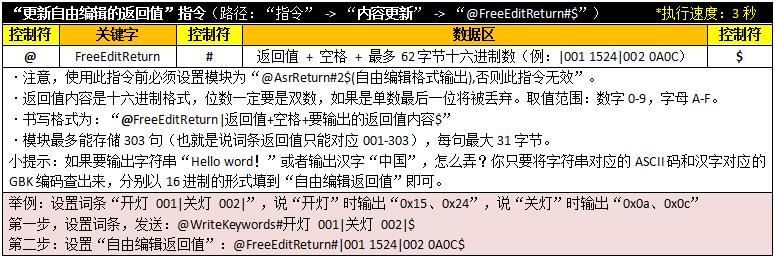 “更新自由编辑的返回值”指令（路径：“指令” -> “内容更新” -> “@FreeEditReturn#$”） *执行速度：3 秒
控制符 关键字 控制符 数据区 控制符
@ FreeEditReturn # 返回值 + 空格 + 最多 62字节十六进制数（例：|001 1524|002 0A0C） $
·注意，使用此指令前必须设置模块为“@AsrReturn#2$(自由编辑格式输出),否则此指令无效”。
·返回值内容是十六进制格式，位数一定要是双数，如果是单数最后一位将被丢弃。取值范围：数字 0-9，字母 A-F。
·书写格式为：“@FreeEditReturn|返回值+空格+要输出的返回值内容$”
·模块最多能存储 303 句（也就是说词条返回值只能对应 001-303），每句最大 31 字节。
小提示：如果要输出字符串“Hello word！”或者输出汉字“中国”，怎么弄？你只要将字符串对应的 ASCII 码和汉字对应的
GBK 编码查出来，分别以 16 进制的形式填到“自由编辑返回值”即可。
举例：设置词条“开灯 001|关灯 002|”，说“开灯”时输出“0x15、0x24”，说“关灯”时输出“0x0a、0x0c”
第一步，设置词条，发送：@WriteKeywords#开灯 001|关灯 002|$
第二步：设置“自由编辑返回值”：@FreeEditReturn#|001 1524|002 0A0C$